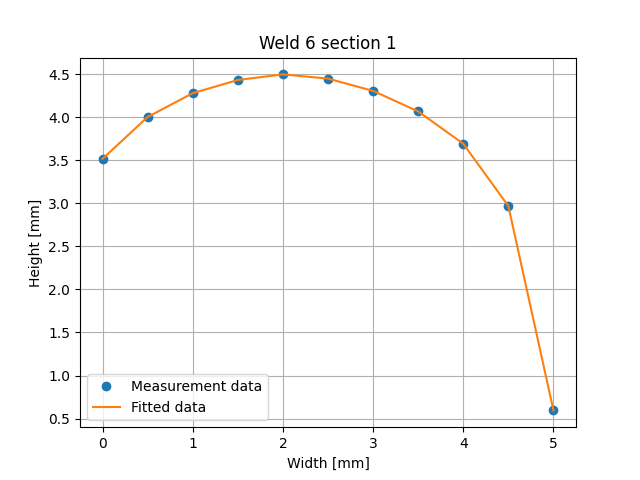 Weld 6 section 1
Height [mm]
4.5
4.0
3.5
3.0
2.5
2.0
1.5
1.0
0.5
Measurement data
Fitted data
0 1 2 3 4 5
Width [mm]